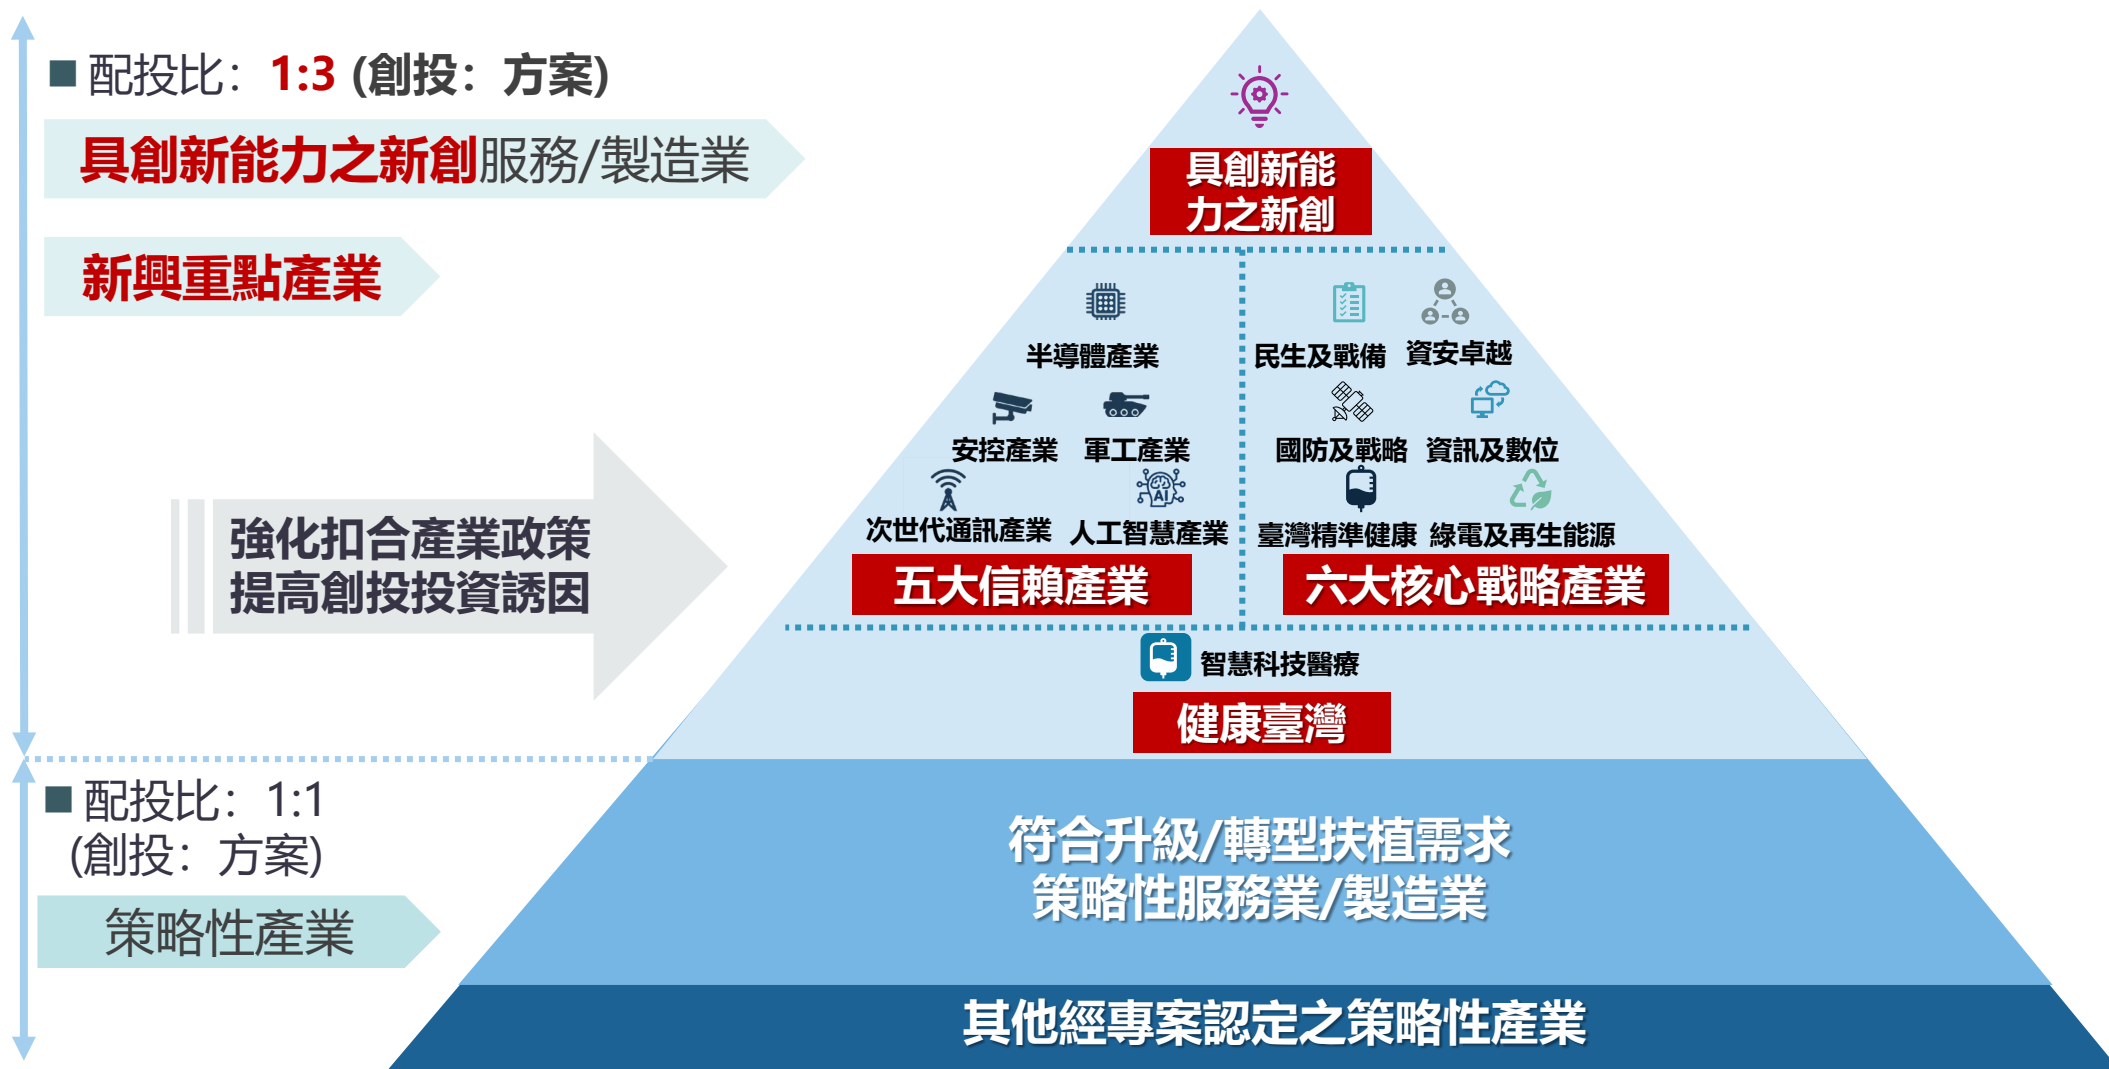 配投比：1:3 (創投：方案)
具創新能力之新創服務/製造業
新興重點產業
強化扣合產業政策
提高創投投資誘因
配投比：1:1
(創投：方案)
策略性產業
具創新能
力之新創
半導體產業
安控產業 軍工產業
次世代通訊產業 人工智慧產業
AI
五大信賴產業
民生及戰備 資安卓越
國防及戰略 資訊及數位
臺灣精準健康 綠電及再生能源
六大核心戰略產業
智慧科技醫療
健康臺灣
符合升級/轉型扶植需求
策略性服務業/製造業
其他經專案認定之策略性產業